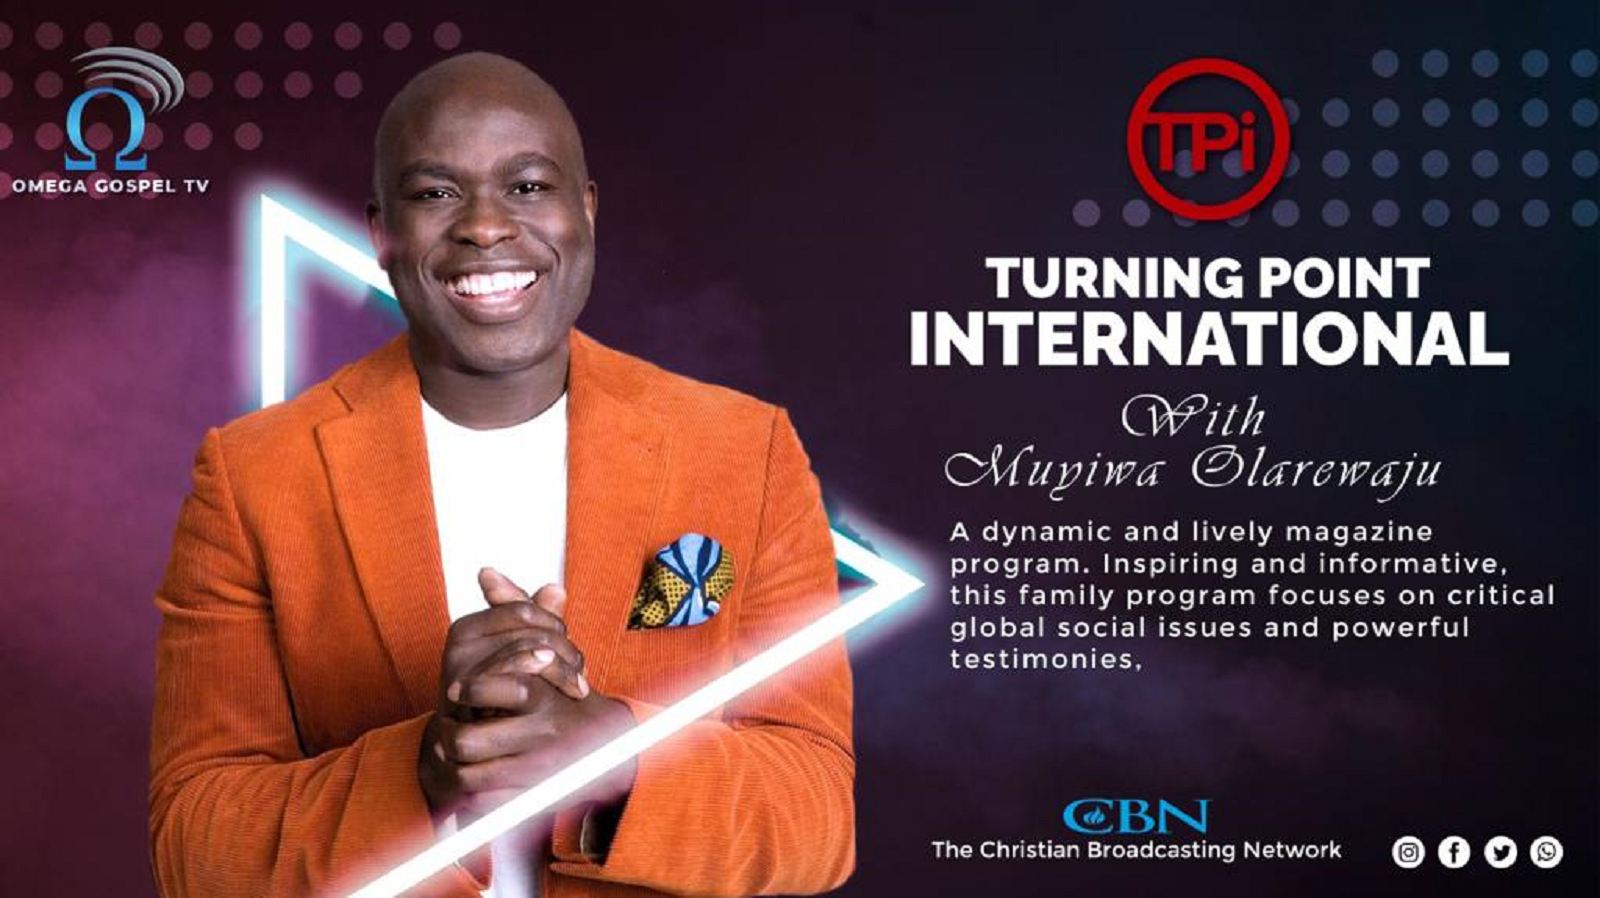 OMEGA GOSPEL TV
TPi
TURNING POINT
INTERNATIONAL
With
Muyiwa Olarewaju
A dynamic and lively magazine
program. Inspiring and informative,
this family program focuses on critical
global social issues and powerful
testimonies,
CBN
The Christian Broadcasting Network